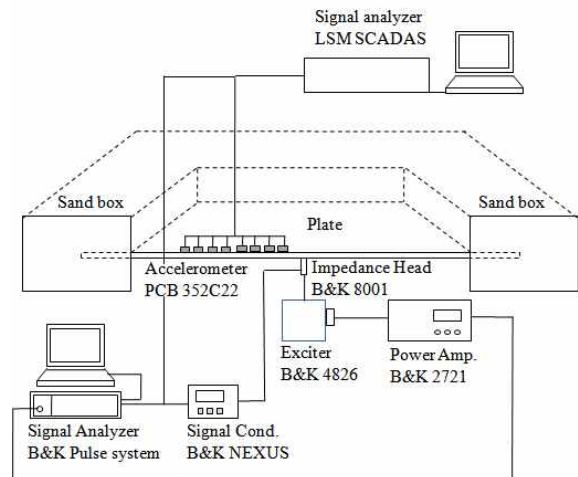 Signal analyzer
LSM SCADAS
Sand box
Sand box
Plate
Accelerometer
PCB 352C22
Impedance Head
B&K 8001
Exciter
B&K 4826
Power Amp.
B&K 2721
Signal Analyzer
B&K Pulse system
Signal Cond.
B&K NEXUS